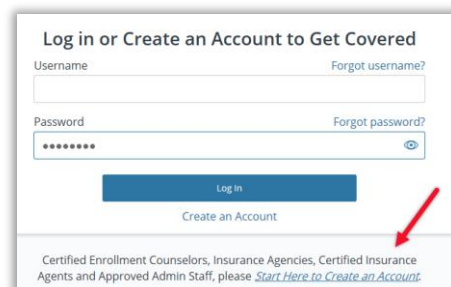 Log in or Create an Account to Get Covered
Username Forgot username?
Password Forgot password?
••••••••
Log In
Create an Account
Certified Enrollment Counselors, Insurance Agencies, Certified Insurance
Agents and Approved Admin Staff, please Start Here to Create an Account.